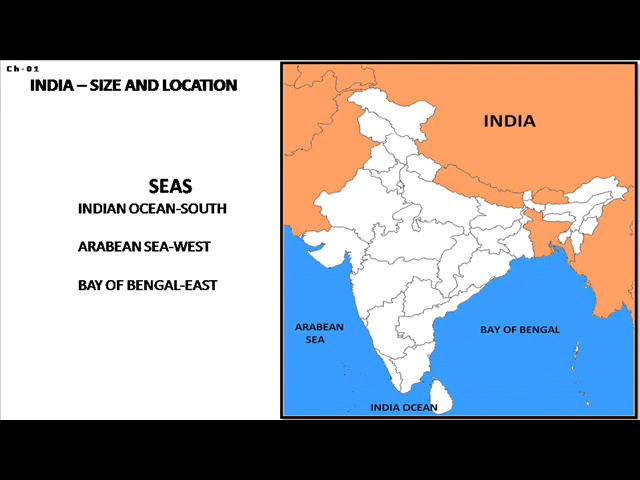 Ch-01
INDIA – SIZE AND LOCATION
SEAS
INDIAN OCEAN-SOUTH
ARABEAN SEA-WEST
BAY OF BENGAL-EAST
INDIA
ARABEAN
SEA
BAY OF BENGAL
INDIA OCEAN